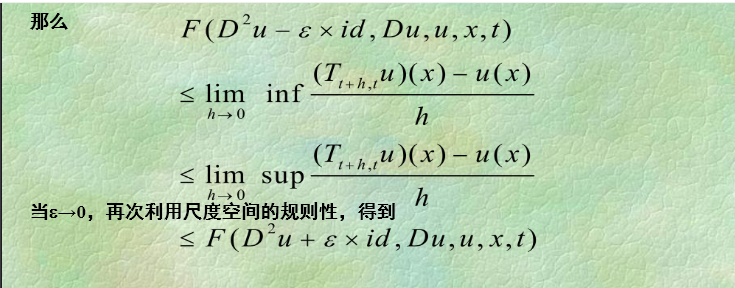 那么
F(D²u − ε × id, Du, u, x, t)
≤ lim inf (T_{t+h,t}u)(x) − u(x) / h
h→0
≤ lim sup (T_{t+h,t}u)(x) − u(x) / h
h→0
当ε→0，再次利用尺度空间的规则性，得到
≤ F(D²u + ε × id, Du, u, x, t)